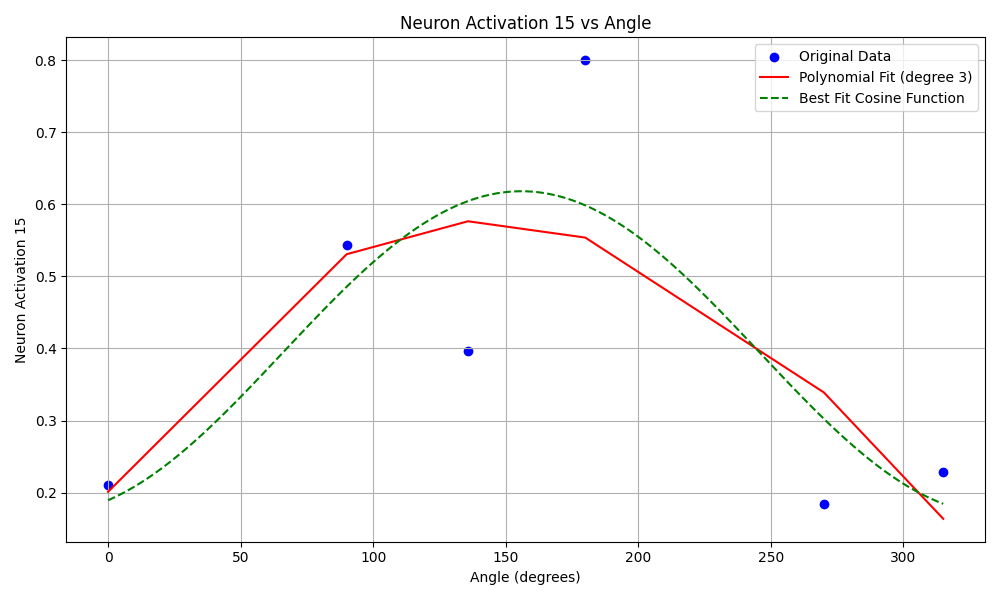 Neuron Activation 15 vs Angle
Original Data
Polynomial Fit (degree 3)
Best Fit Cosine Function
Neuron Activation 15
0.8
0.7
0.6
0.5
0.4
0.3
0.2
0 50 100 150 200 250 300
Angle (degrees)